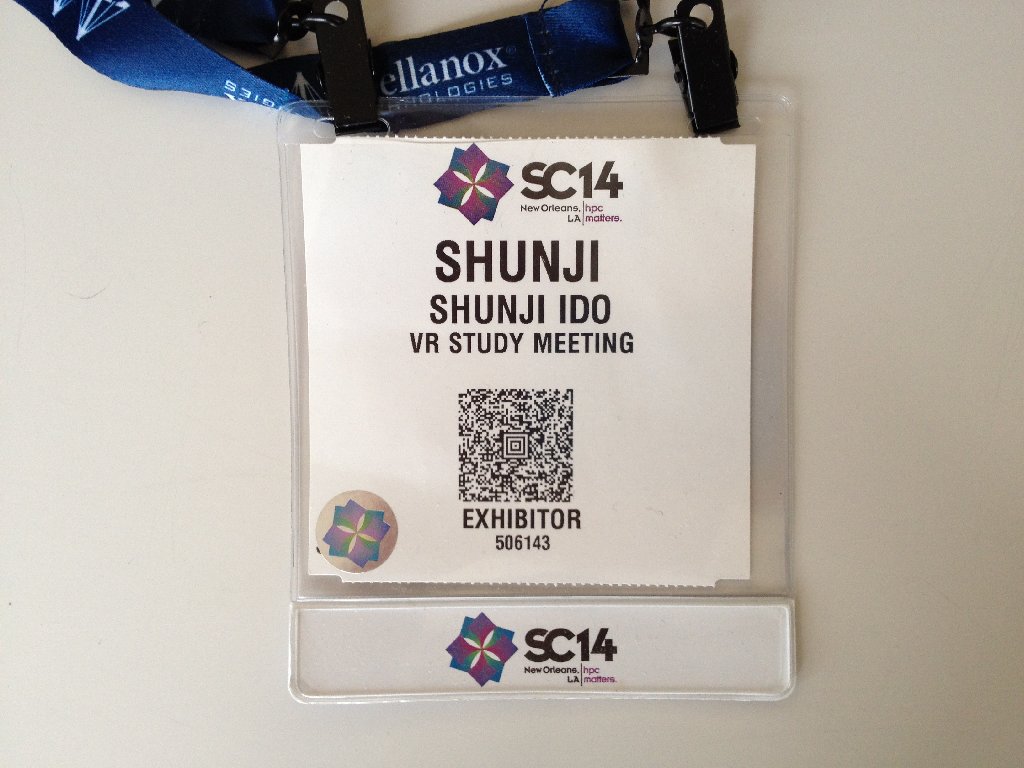 ellanox®
NOLOGIES
SC14
New Orleans, LA | hpc matters.
SHUNJI
SHUNJI IDO
VR STUDY MEETING
EXHIBITOR
506143
SC14
New Orleans, LA | hpc matters.